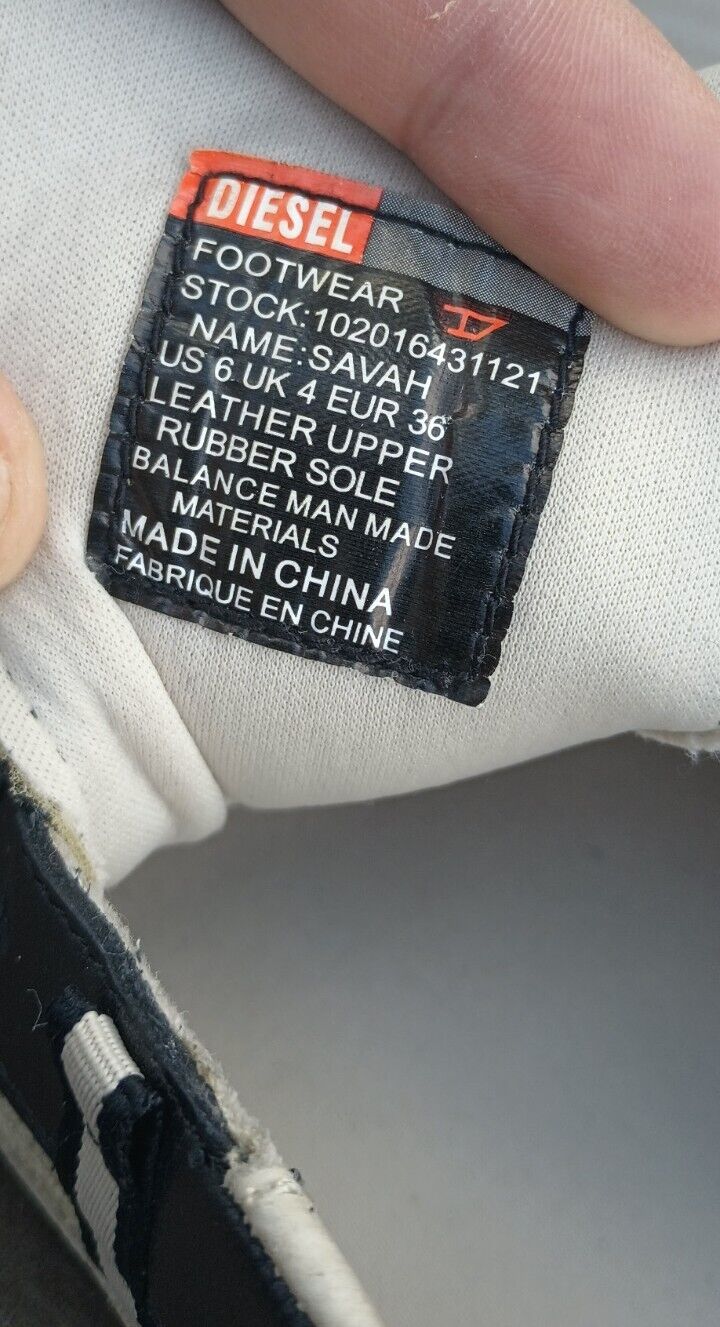 DIESEL
FOOTWEAR
STOCK:102016431121
NAME:SAVAH
US 6 UK 4 EUR 36
LEATHER UPPER
RUBBER SOLE
BALANCE MAN MADE
MATERIALS
MADE IN CHINA
FABRIQUE EN CHINE